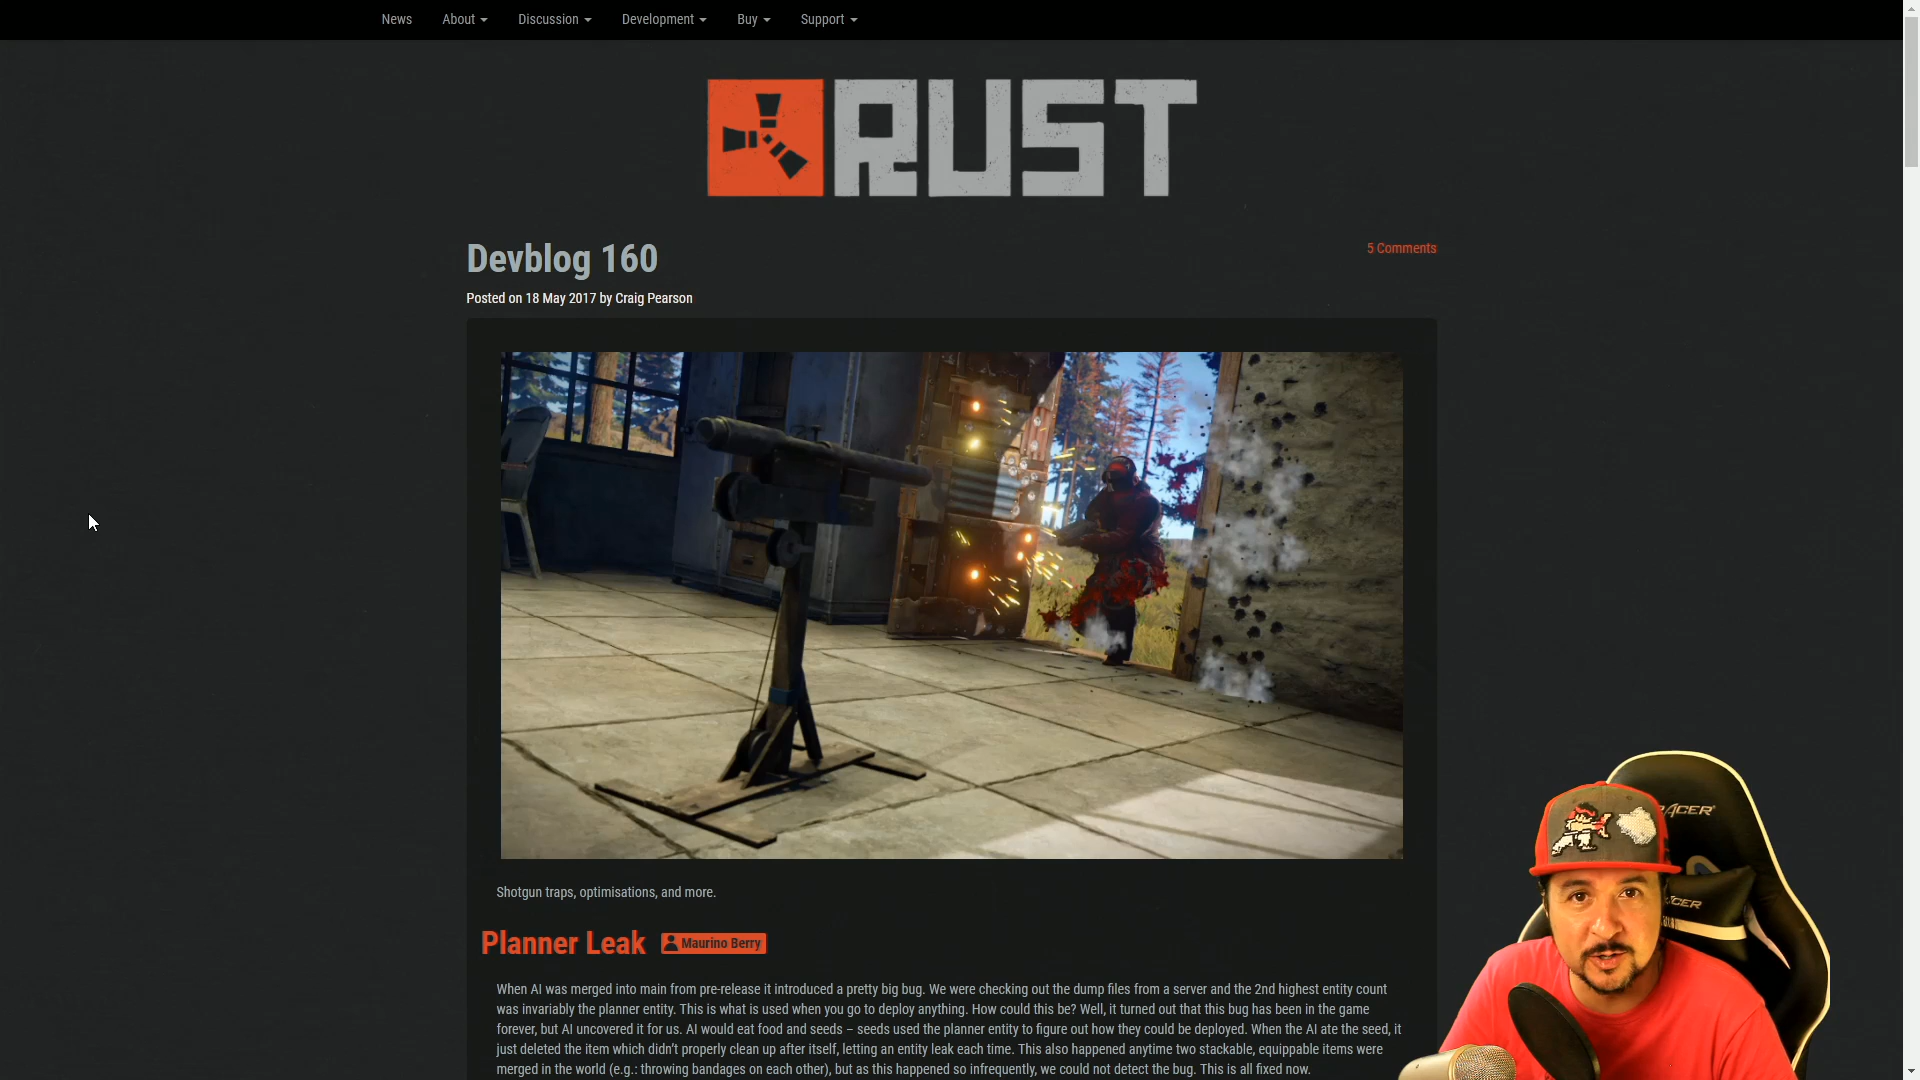 News About Discussion Development Buy Support
RUST
Devblog 160
5 Comments
Posted on 18 May 2017 by Craig Pearson
Shotgun traps, optimisations, and more.
Planner Leak Maurino Berry
When AI was merged into main from pre-release it introduced a pretty big bug. We were checking out the dump files from a server and the 2nd highest entity count
was invariably the planner entity. This is what is used when you go to deploy anything. How could this be? Well, it turned out that this bug has been in the game
forever, but AI uncovered it for us. AI would eat food and seeds – seeds used the planner entity to figure out how they could be deployed. When the AI ate the seed, it
just deleted the item which didn't properly clean up after itself, letting an entity leak each time. This also happened anytime two stackable, equippable items were
merged in the world (e.g.: throwing bandages on each other), but as this happened so infrequently, we could not detect the bug. This is all fixed now.